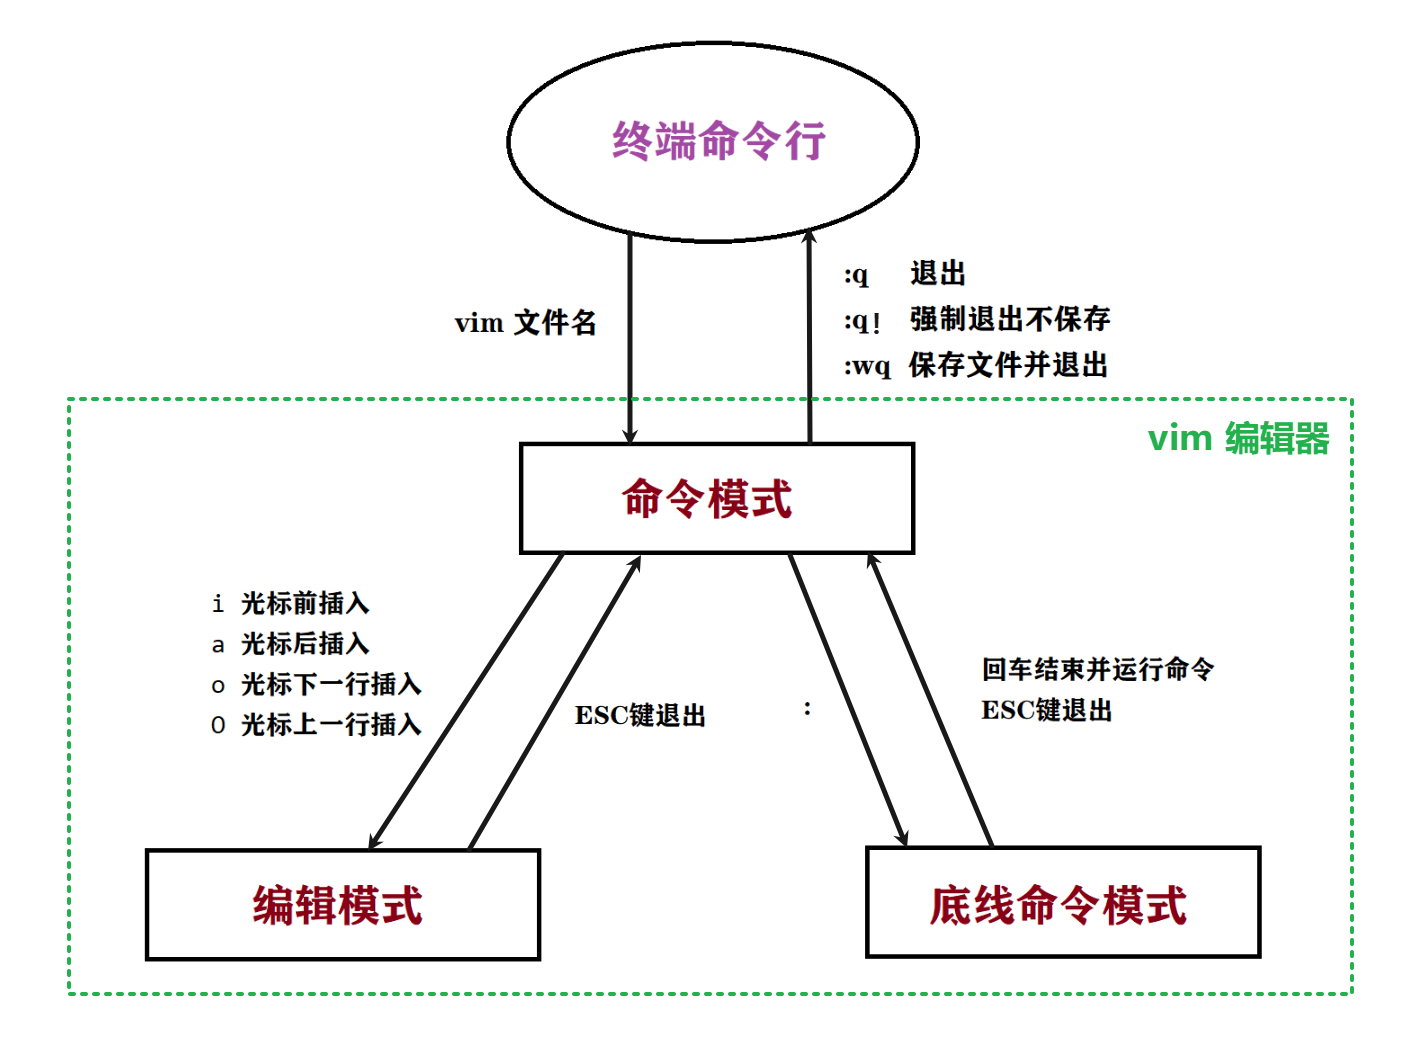 终端命令行
vim 文件名
:q 退出
:q! 强制退出不保存
:wq 保存文件并退出
vim 编辑器
命令模式
i 光标前插入
a 光标后插入
o 光标下一行插入
O 光标上一行插入
ESC键退出
:
回车结束并运行命令
ESC键退出
编辑模式
底线命令模式